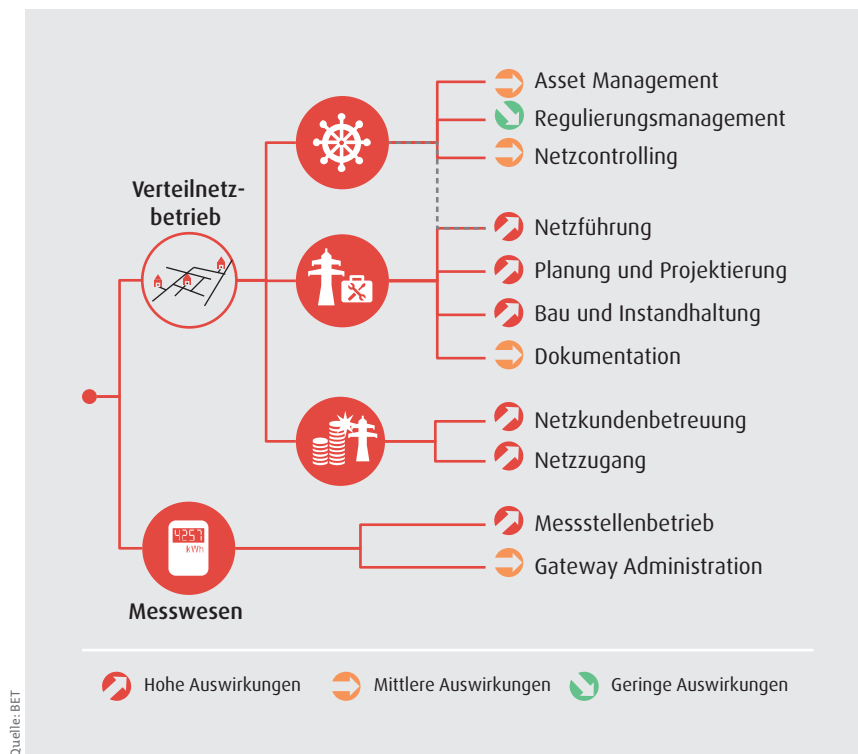 Asset Management
Regulierungsmanagement
Netzcontrolling
Verteilnetz-
betrieb
Netzführung
Planung und Projektierung
Bau und Instandhaltung
Dokumentation
Netzkundenbetreuung
Netzzugang
4257
kWh
Messwesen
Messstellenbetrieb
Gateway Administration
Hohe Auswirkungen
Mittlere Auswirkungen
Geringe Auswirkungen
Quelle: BET